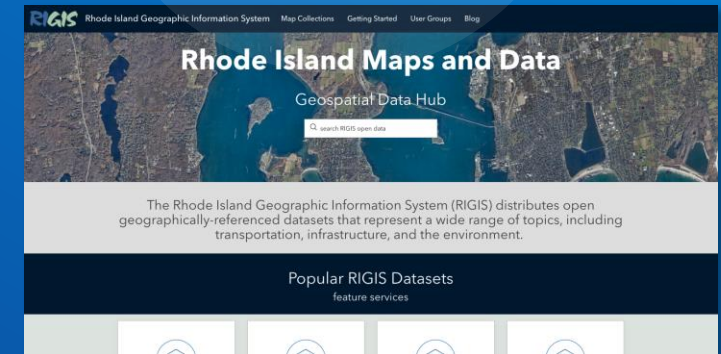 RIGIS Rhode Island Geographic Information System Map Collections Getting Started User Groups Blog
Rhode Island Maps and Data
Geospatial Data Hub
search RIGIS open data
The Rhode Island Geographic Information System (RIGIS) distributes open
geographically-referenced datasets that represent a wide range of topics, including
transportation, infrastructure, and the environment.
Popular RIGIS Datasets
feature services